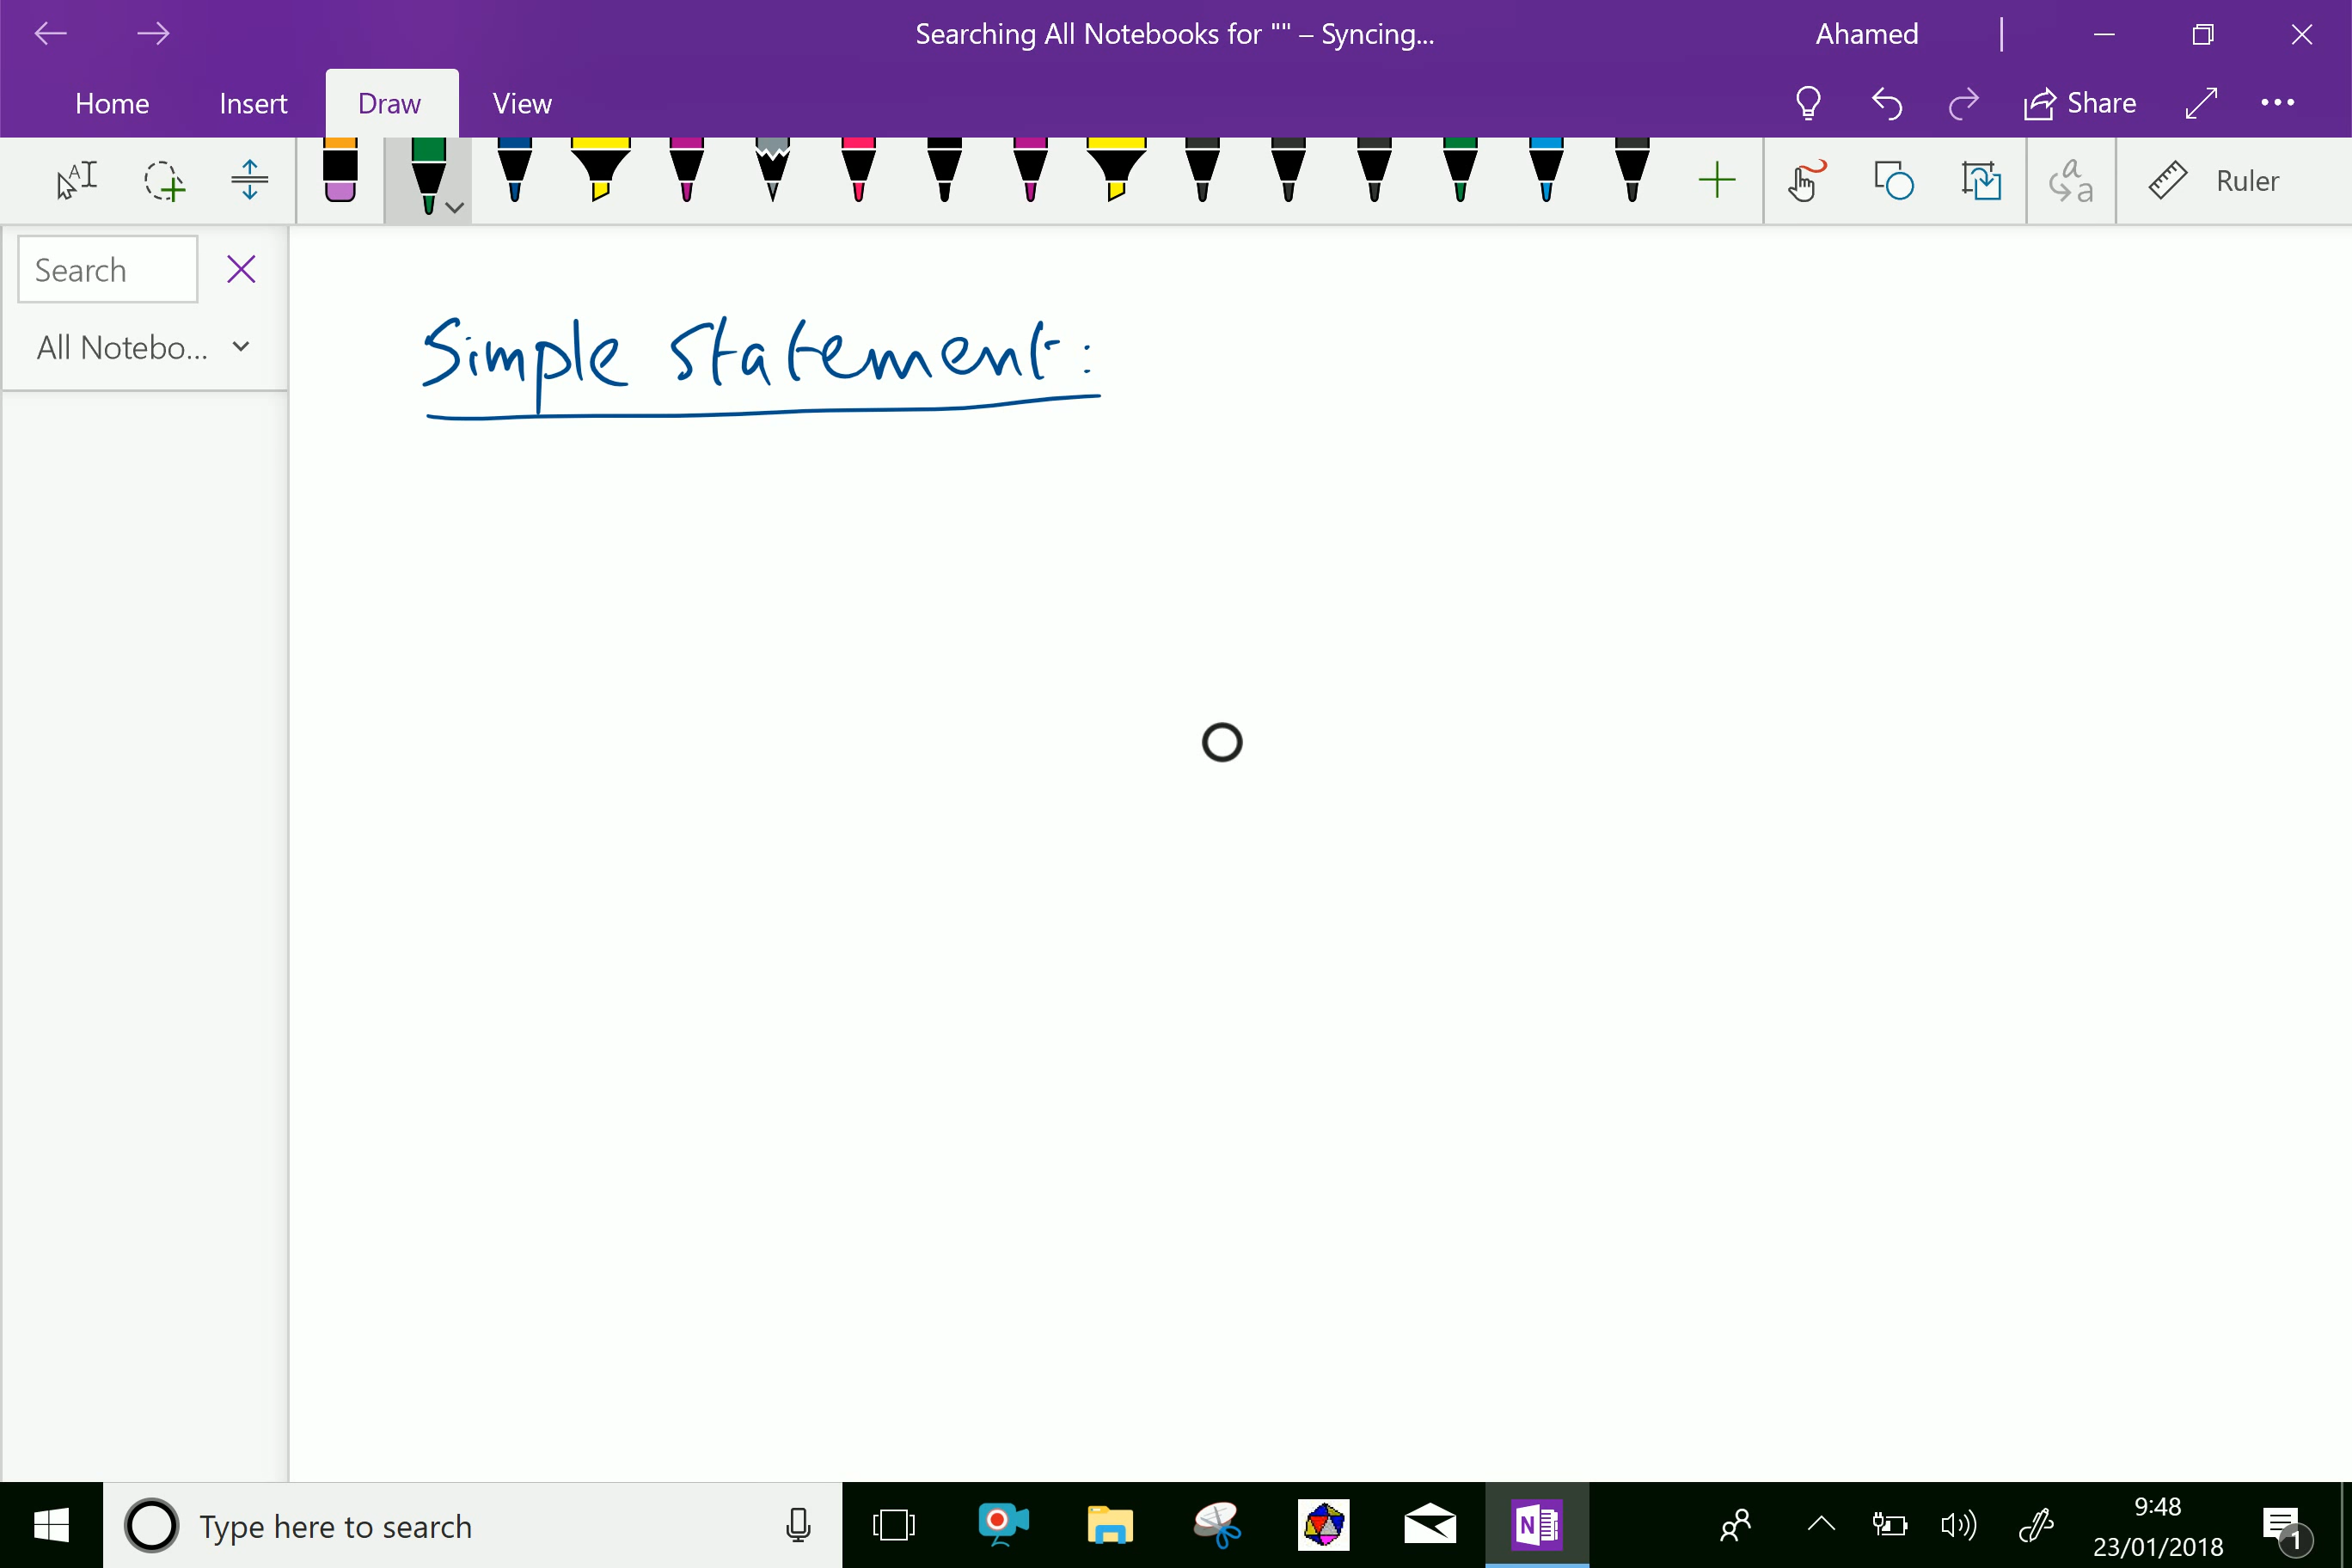 Searching All Notebooks for "" – Syncing...
Ahamed
Home Insert Draw View
Share
Ruler
Search
All Notebo...
Simple Statement:
Type here to search
N
9:48
23/01/2018
1